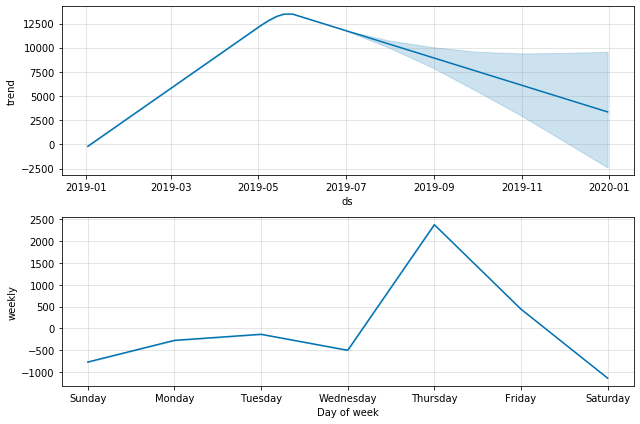 12500
10000
7500
5000
2500
0
−2500
trend
2019-01 2019-03 2019-05 2019-07 2019-09 2019-11 2020-01
ds
2500
2000
1500
1000
500
0
−500
−1000
weekly
Sunday Monday Tuesday Wednesday Thursday Friday Saturday
Day of week